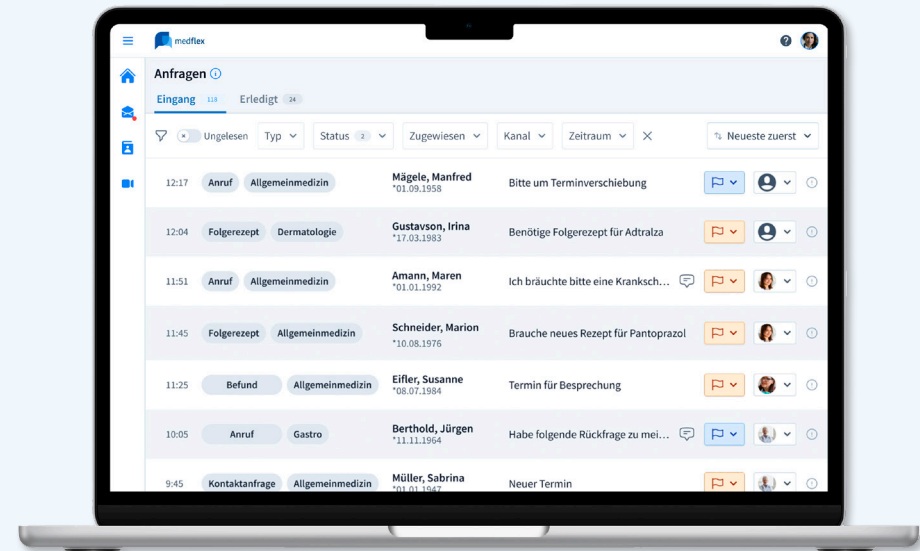 medflex
Anfragen
Eingang 118 Erledigt 24
Ungelesen Typ Status 2 Zugewiesen Kanal Zeitraum Neueste zuerst
12:17 Anruf Allgemeinmedizin Mägele, Manfred *01.09.1958 Bitte um Terminverschiebung
12:04 Folgerezept Dermatologie Gustavson, Irina *17.03.1983 Benötige Folgerezept für Adtralza
11:51 Anruf Allgemeinmedizin Amann, Maren *01.01.1992 Ich bräuchte bitte eine Kranksch...
11:45 Folgerezept Allgemeinmedizin Schneider, Marion *10.08.1976 Brauche neues Rezept für Pantoprazol
11:25 Befund Allgemeinmedizin Eifler, Susanne *08.07.1984 Termin für Besprechung
10:05 Anruf Gastro Berthold, Jürgen *11.11.1964 Habe folgende Rückfrage zu mei...
9:45 Kontaktanfrage Allgemeinmedizin Müller, Sabrina *01.01.1947 Neuer Termin